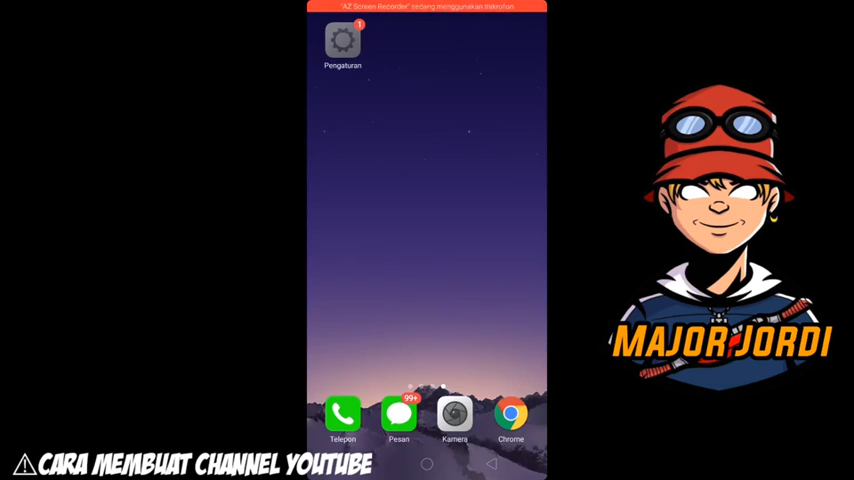 "AZ Screen Recorder" sedang menggunakan mikrofon
1
Pengaturan
MAJOR JORDI
99+
Telepon
Pesan
Kamera
Chrome
⚠CARA MEMBUAT CHANNEL YOUTUBE